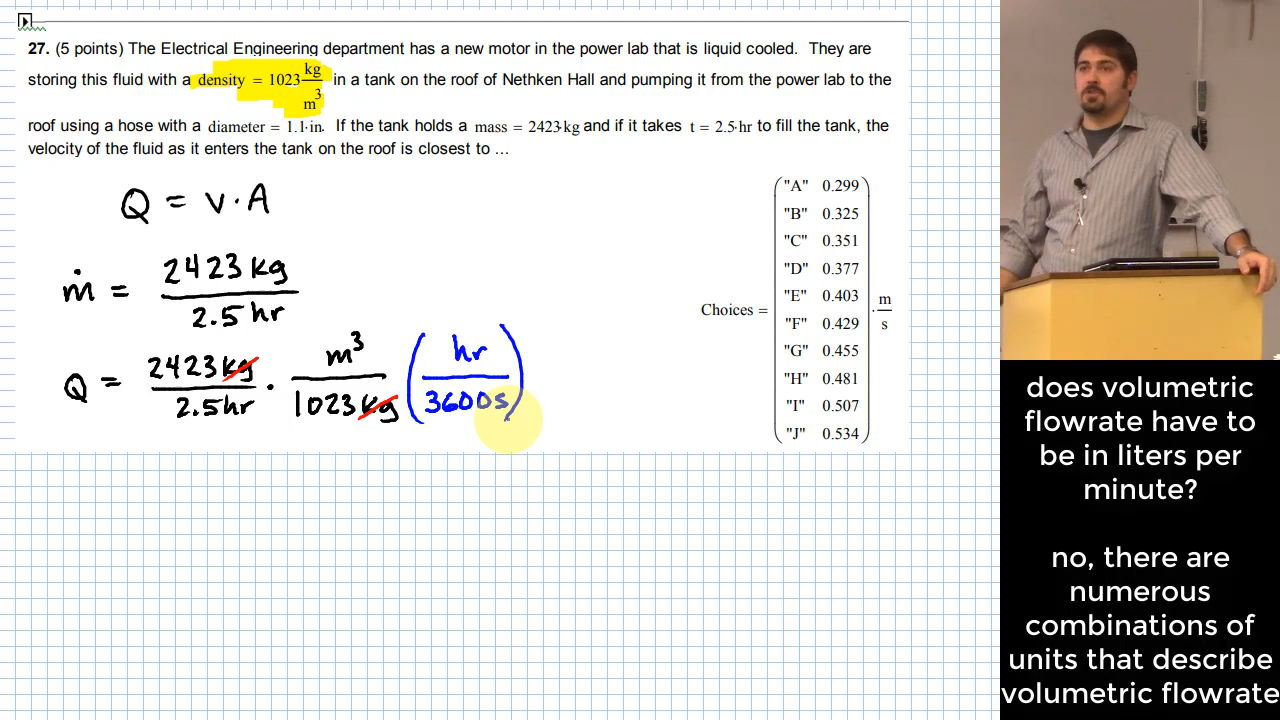 27. (5 points) The Electrical Engineering department has a new motor in the power lab that is liquid cooled. They are
storing this fluid with a density = 1023 kg/m³ in a tank on the roof of Nethken Hall and pumping it from the power lab to the
roof using a hose with a diameter = 1.1·in. If the tank holds a mass = 2423·kg and if it takes t = 2.5·hr to fill the tank, the
velocity of the fluid as it enters the tank on the roof is closest to …
Q = v · A
ṁ = 2423 kg / 2.5 hr
Q = 2423 kg / 2.5 hr · m³ / 1023 kg (hr / 3600 s)
Choices =
"A" 0.299
"B" 0.325
"C" 0.351
"D" 0.377
"E" 0.403
"F" 0.429
"G" 0.455
"H" 0.481
"I" 0.507
"J" 0.534
· m/s
does volumetric
flowrate have to
be in liters per
minute?
no, there are
numerous
combinations of
units that describe
volumetric flowrate